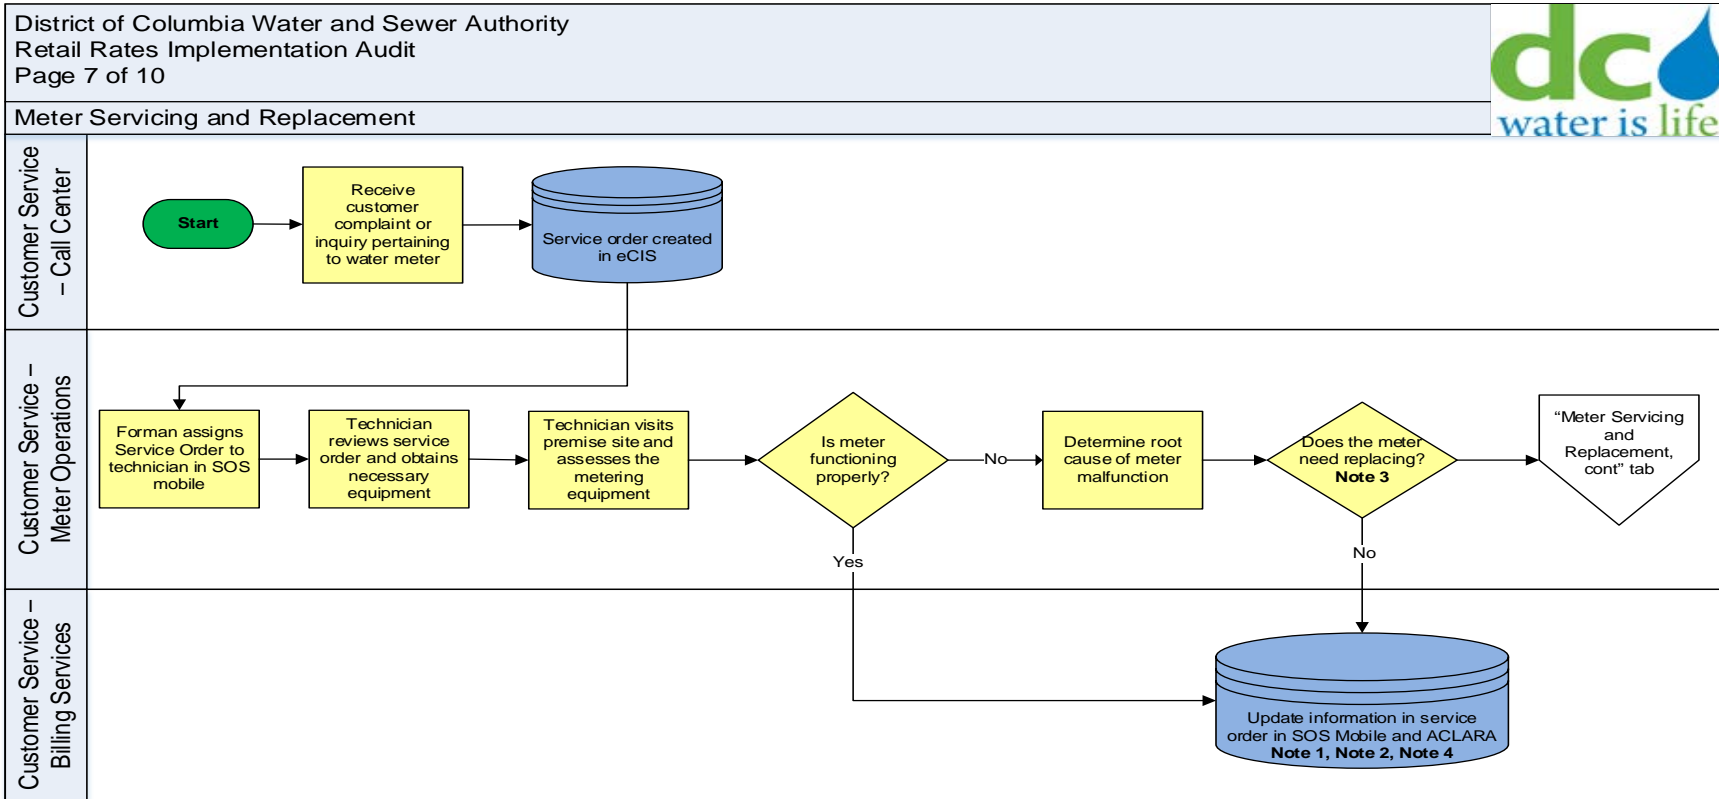 District of Columbia Water and Sewer Authority
Retail Rates Implementation Audit
Page 7 of 10
dc
water is life
Meter Servicing and Replacement
Customer Service
– Call Center
Start
Receive
customer
complaint or
inquiry pertaining
to water meter
Service order created
in eCIS
Customer Service –
Meter Operations
Forman assigns
Service Order to
technician in SOS
mobile
Technician
reviews service
order and obtains
necessary
equipment
Technician visits
premise site and
assesses the
metering
equipment
Is meter
functioning
properly?
No
Determine root
cause of meter
malfunction
Does the meter
need replacing?
Note 3
“Meter Servicing
and
Replacement,
cont” tab
Yes
No
Customer Service –
Billing Services
Update information in service
order in SOS Mobile and ACLARA
Note 1, Note 2, Note 4